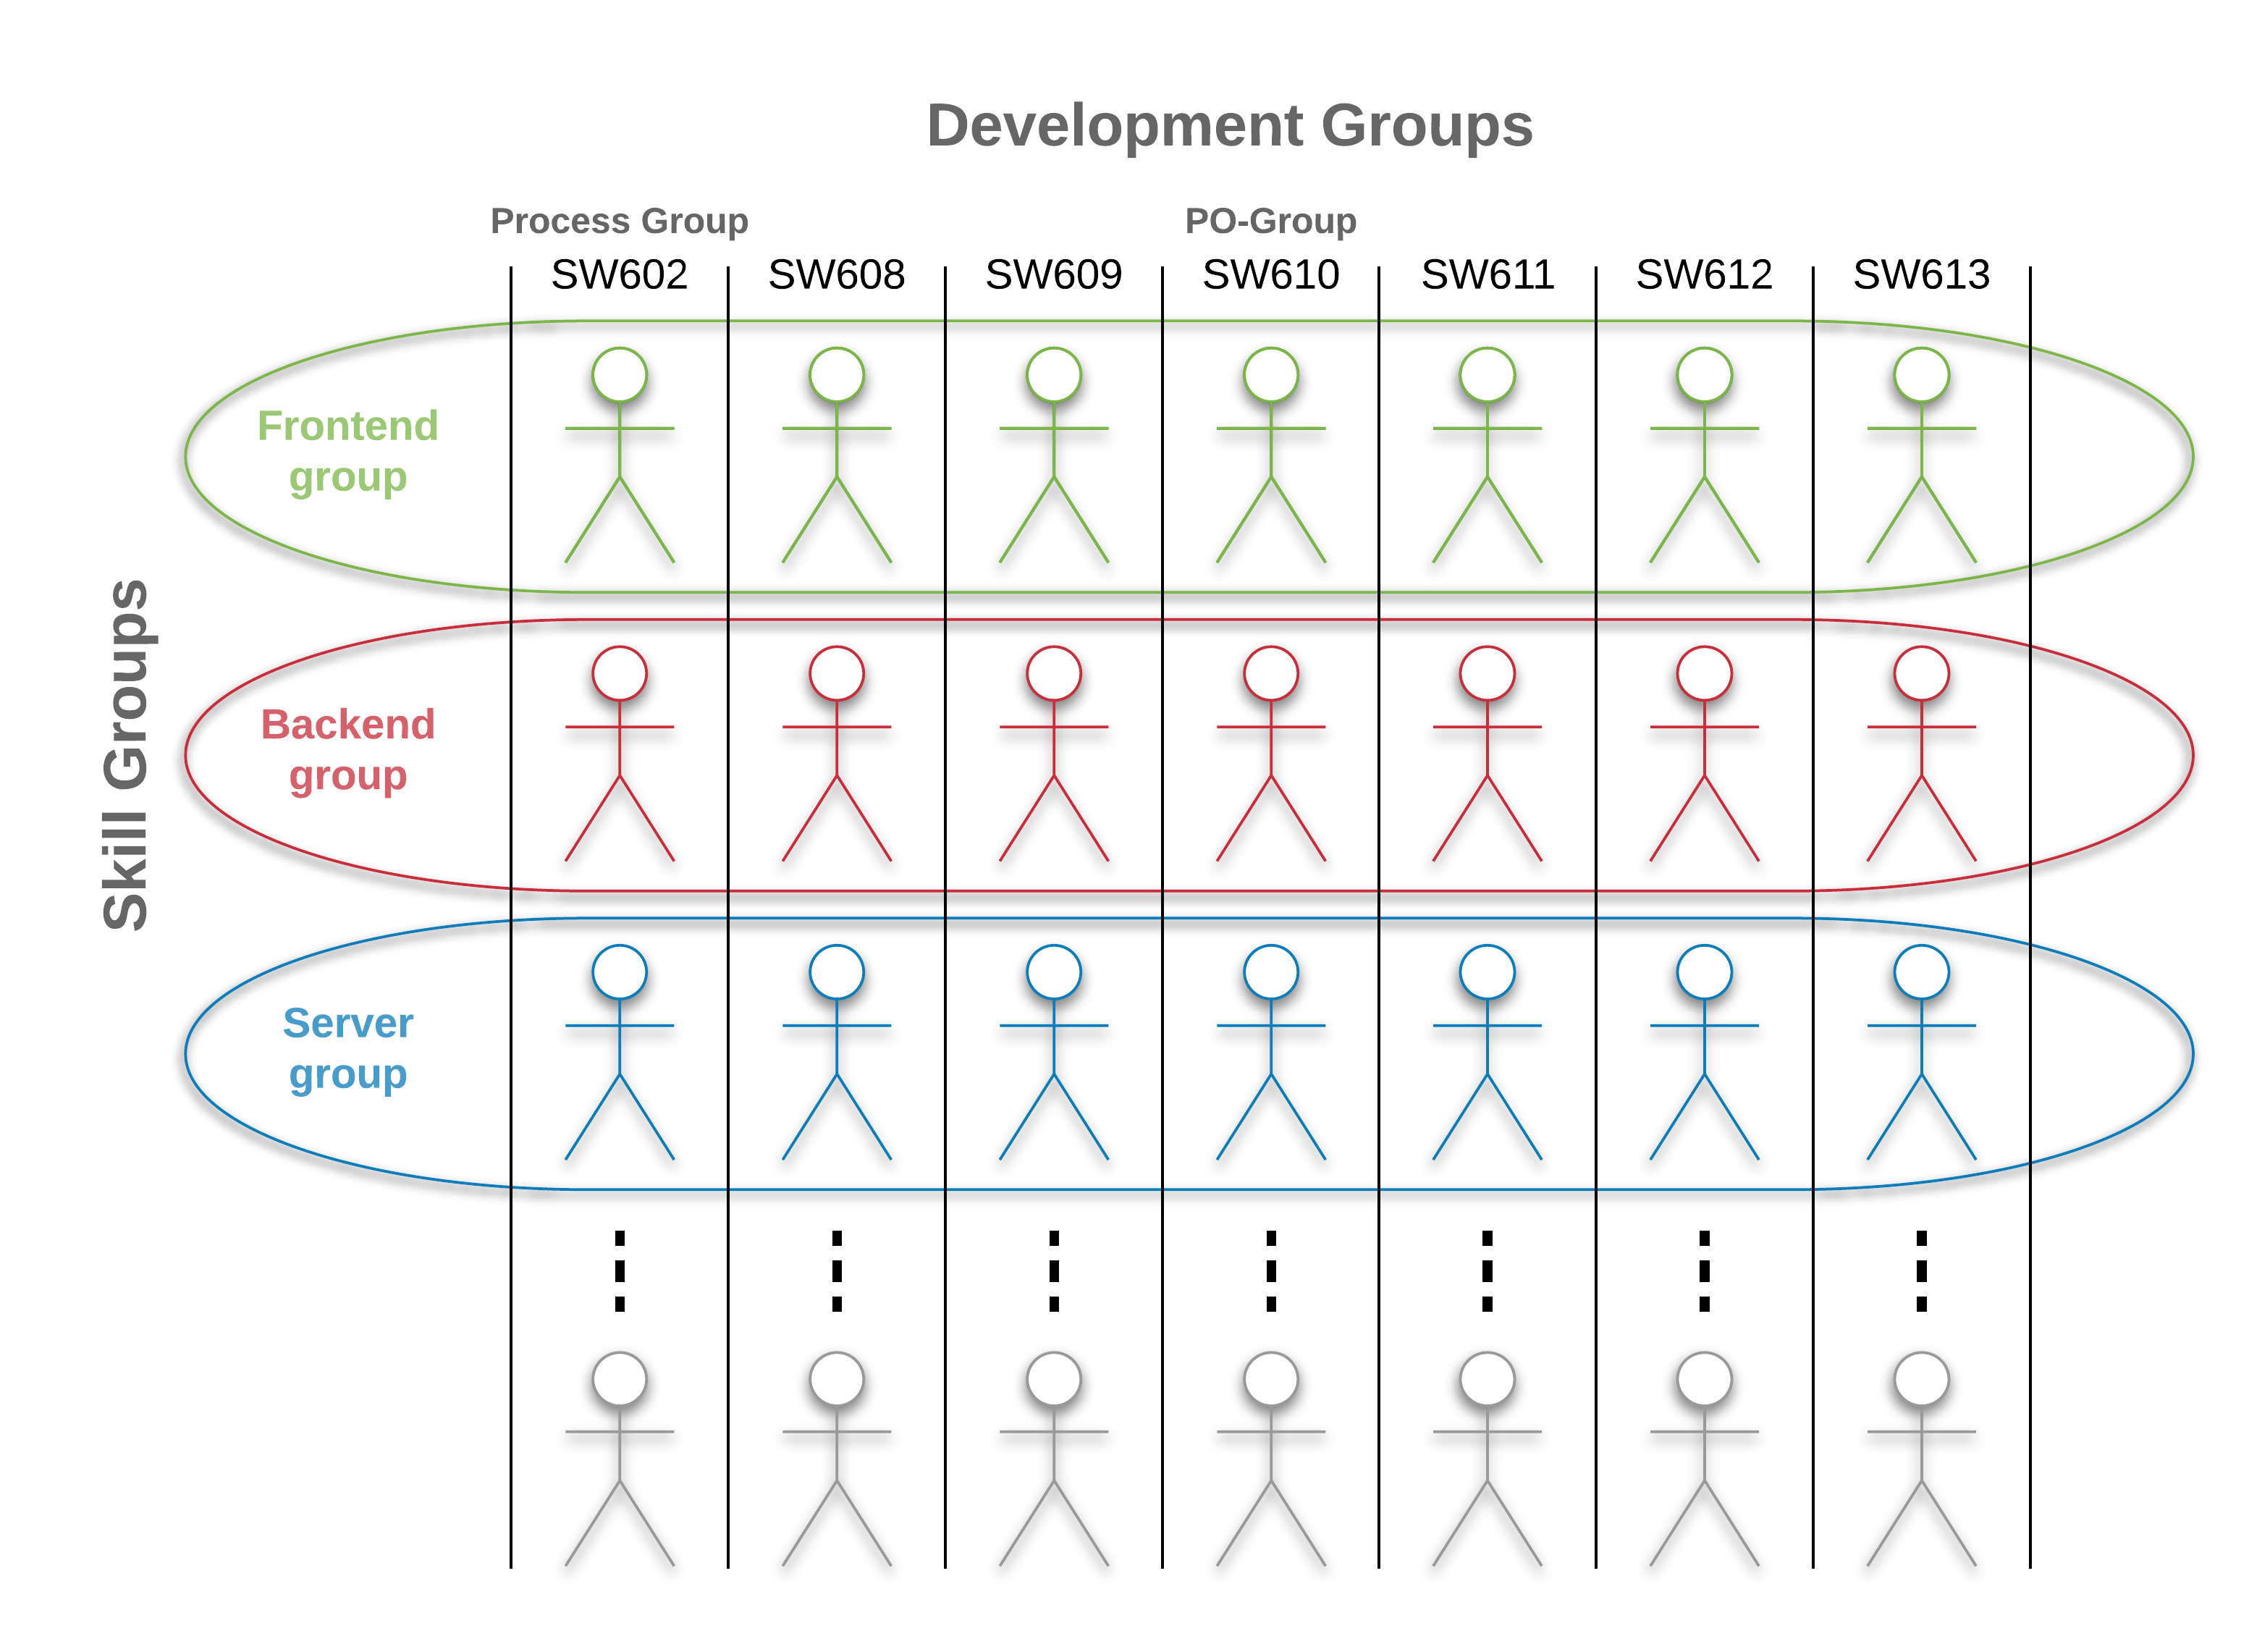 Development Groups
Process Group
PO-Group
SW602
SW608
SW609
SW610
SW611
SW612
SW613
Skill Groups
Frontend
group
Backend
group
Server
group